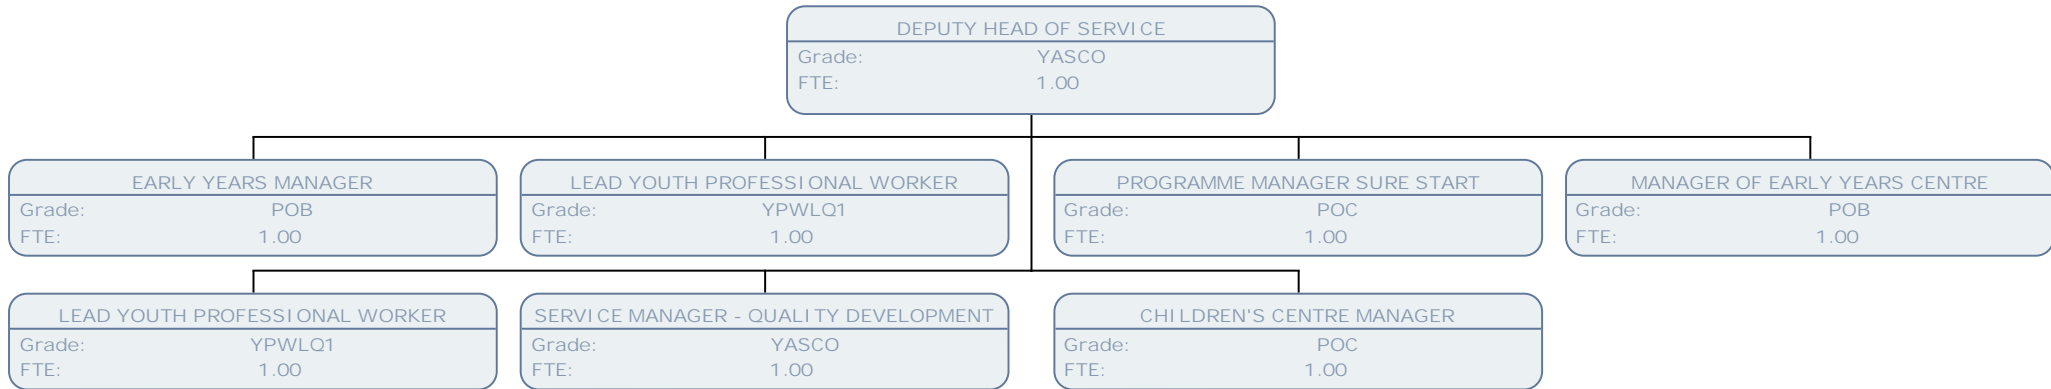 DEPUTY HEAD OF SERVICE
Grade: YASCO
FTE: 1.00
EARLY YEARS MANAGER
Grade: POB
FTE: 1.00
LEAD YOUTH PROFESSIONAL WORKER
Grade: YPWLQ1
FTE: 1.00
PROGRAMME MANAGER SURE START
Grade: POC
FTE: 1.00
MANAGER OF EARLY YEARS CENTRE
Grade: POB
FTE: 1.00
LEAD YOUTH PROFESSIONAL WORKER
Grade: YPWLQ1
FTE: 1.00
SERVICE MANAGER - QUALITY DEVELOPMENT
Grade: YASCO
FTE: 1.00
CHILDREN'S CENTRE MANAGER
Grade: POC
FTE: 1.00